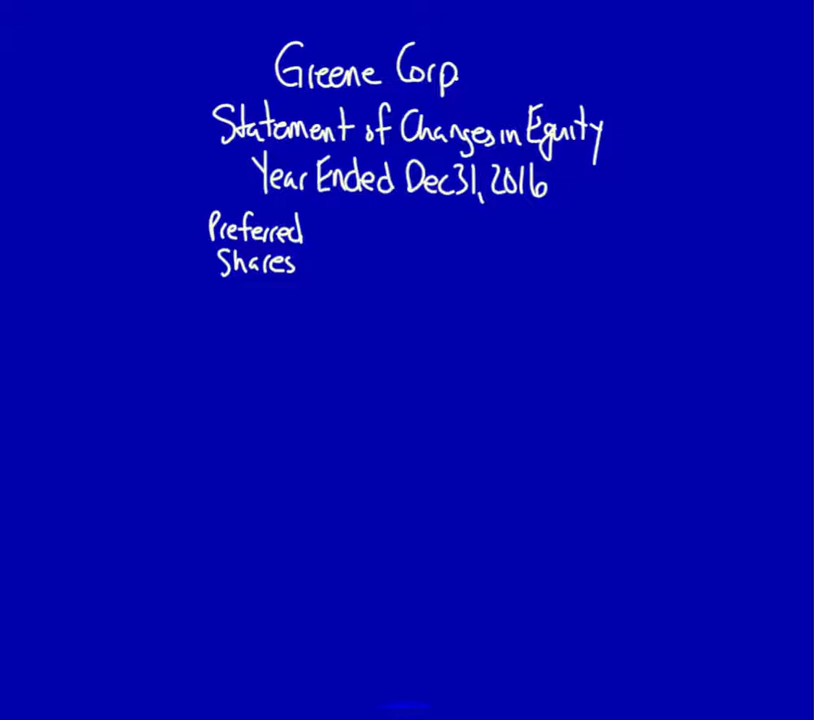 Greene Corp.
Statement of Changes in Equity
Year Ended Dec 31, 2016
Preferred
Shares